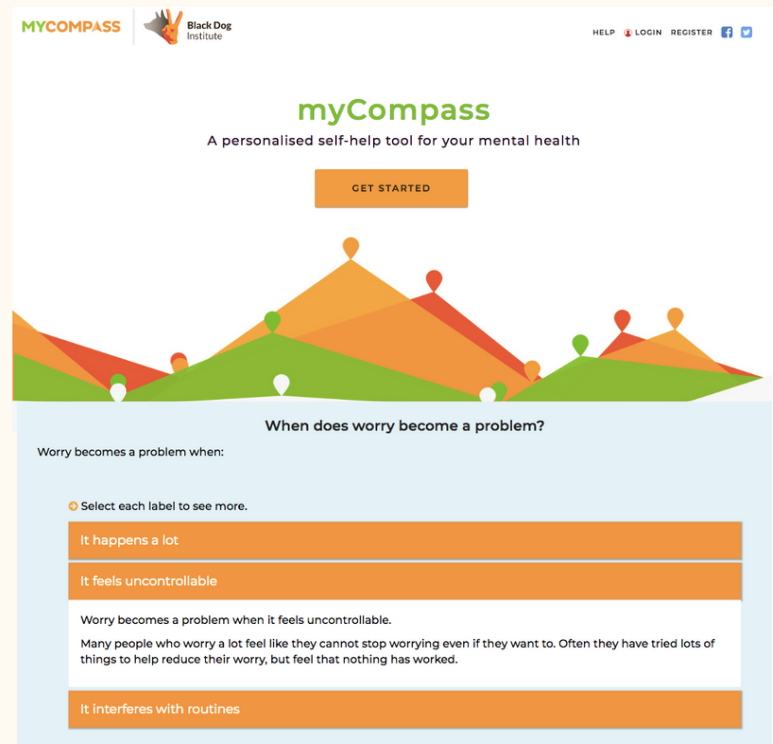 MYCOMPASS
Black Dog
Institute
HELP LOGIN REGISTER
myCompass
A personalised self-help tool for your mental health
GET STARTED
When does worry become a problem?
Worry becomes a problem when:
Select each label to see more.
It happens a lot
It feels uncontrollable
Worry becomes a problem when it feels uncontrollable.
Many people who worry a lot feel like they cannot stop worrying even if they want to. Often they have tried lots of
things to help reduce their worry, but feel that nothing has worked.
It interferes with routines